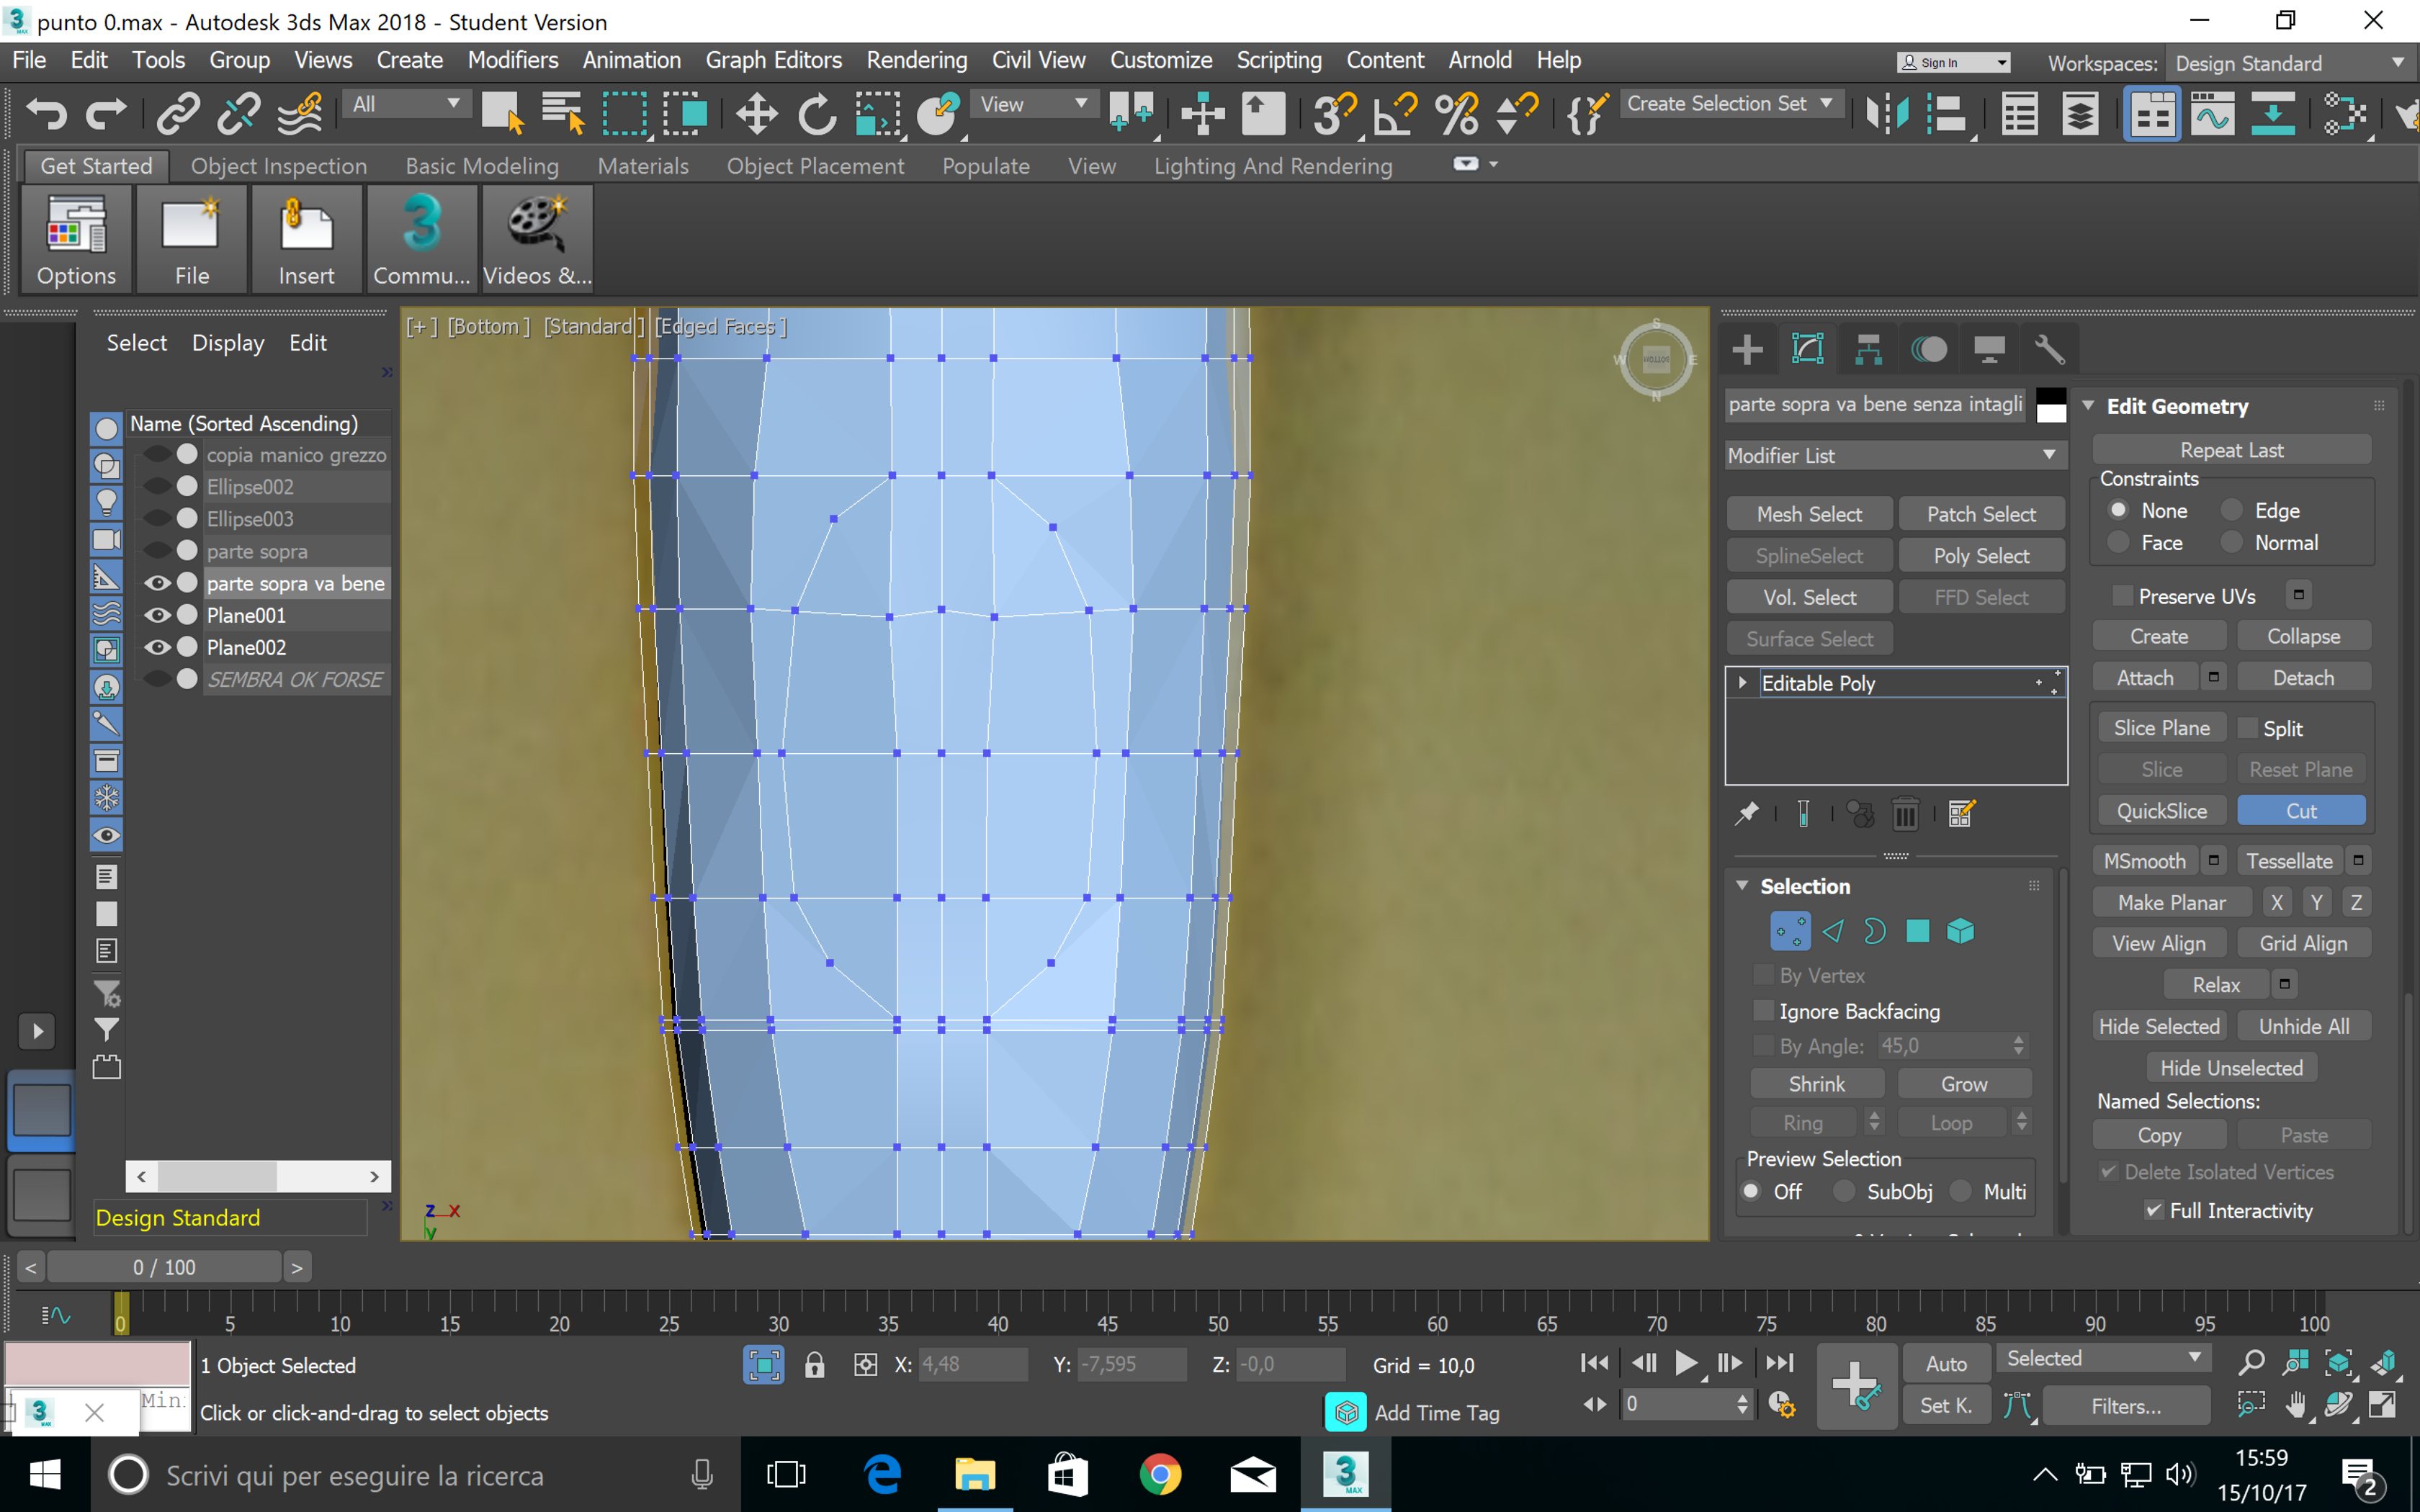 punto 0.max - Autodesk 3ds Max 2018 - Student Version
File Edit Tools Group Views Create Modifiers Animation Graph Editors Rendering Civil View Customize Scripting Content Arnold Help Sign In Workspaces: Design Standard
All View Create Selection Set
Get Started Object Inspection Basic Modeling Materials Object Placement Populate View Lighting And Rendering
Options File Insert Commu... Videos &...
Select Display Edit
Name (Sorted Ascending)
copia manico grezzo
Ellipse002
Ellipse003
parte sopra
parte sopra va bene
Plane001
Plane002
SEMBRA OK FORSE
Design Standard
[+] [Bottom] [Standard] [Edged Faces]
S
W E
BOTTOM
N
Z X
Y
parte sopra va bene senza intagli
Modifier List
Mesh Select Patch Select
SplineSelect Poly Select
Vol. Select FFD Select
Surface Select
Editable Poly
Selection
By Vertex
Ignore Backfacing
By Angle: 45,0
Shrink Grow
Ring Loop
Preview Selection
Off SubObj Multi
Edit Geometry
Repeat Last
Constraints
None Edge
Face Normal
Preserve UVs
Create Collapse
Attach Detach
Slice Plane Split
Slice Reset Plane
QuickSlice Cut
MSmooth Tessellate
Make Planar X Y Z
View Align Grid Align
Relax
Hide Selected Unhide All
Hide Unselected
Named Selections:
Copy Paste
Delete Isolated Vertices
Full Interactivity
< 0 / 100 >
0 5 10 15 20 25 30 35 40 45 50 55 60 65 70 75 80 85 90 95 100
1 Object Selected X: 4,48 Y: -7,595 Z: -0,0 Grid = 10,0 Auto Selected
Min
Click or click-and-drag to select objects Add Time Tag 0 Set K. Filters...
Scrivi qui per eseguire la ricerca
15:59
15/10/17
2